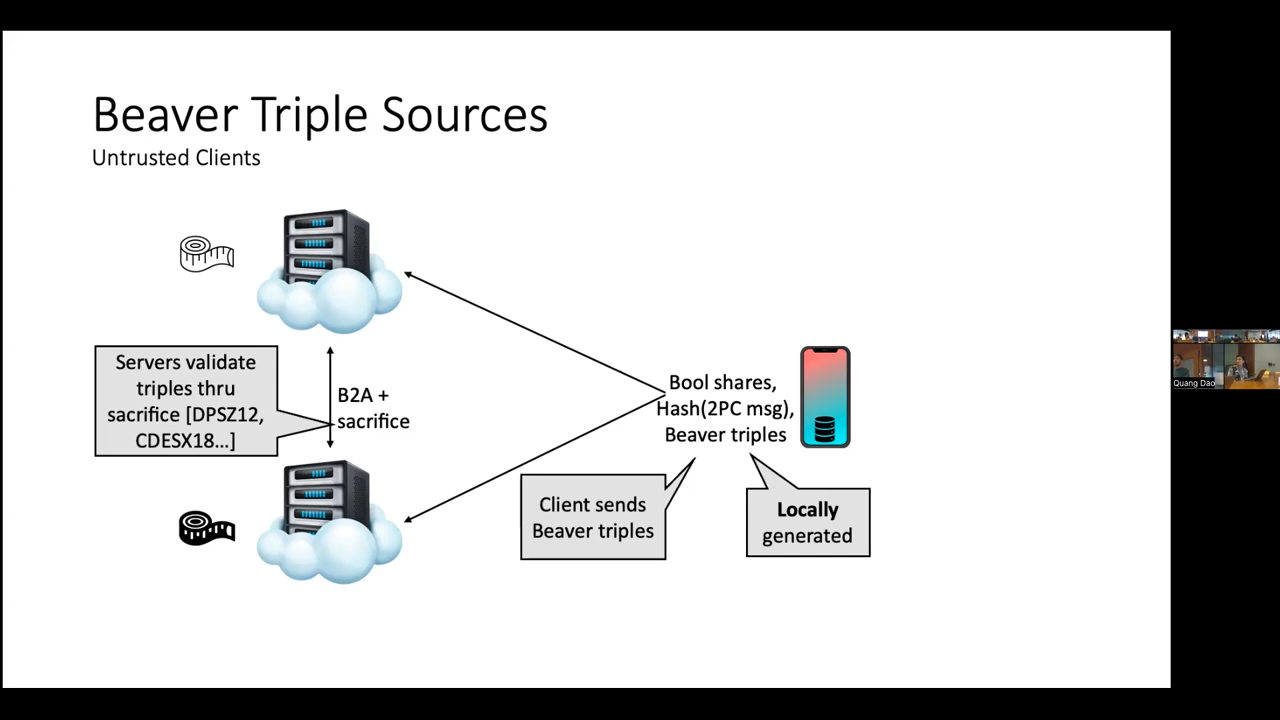 Beaver Triple Sources
Untrusted Clients
Servers validate
triples thru
sacrifice [DPSZ12,
CDESX18...]
B2A +
sacrifice
Bool shares,
Hash(2PC msg),
Beaver triples
Client sends
Beaver triples
Locally
generated
Quang Dao